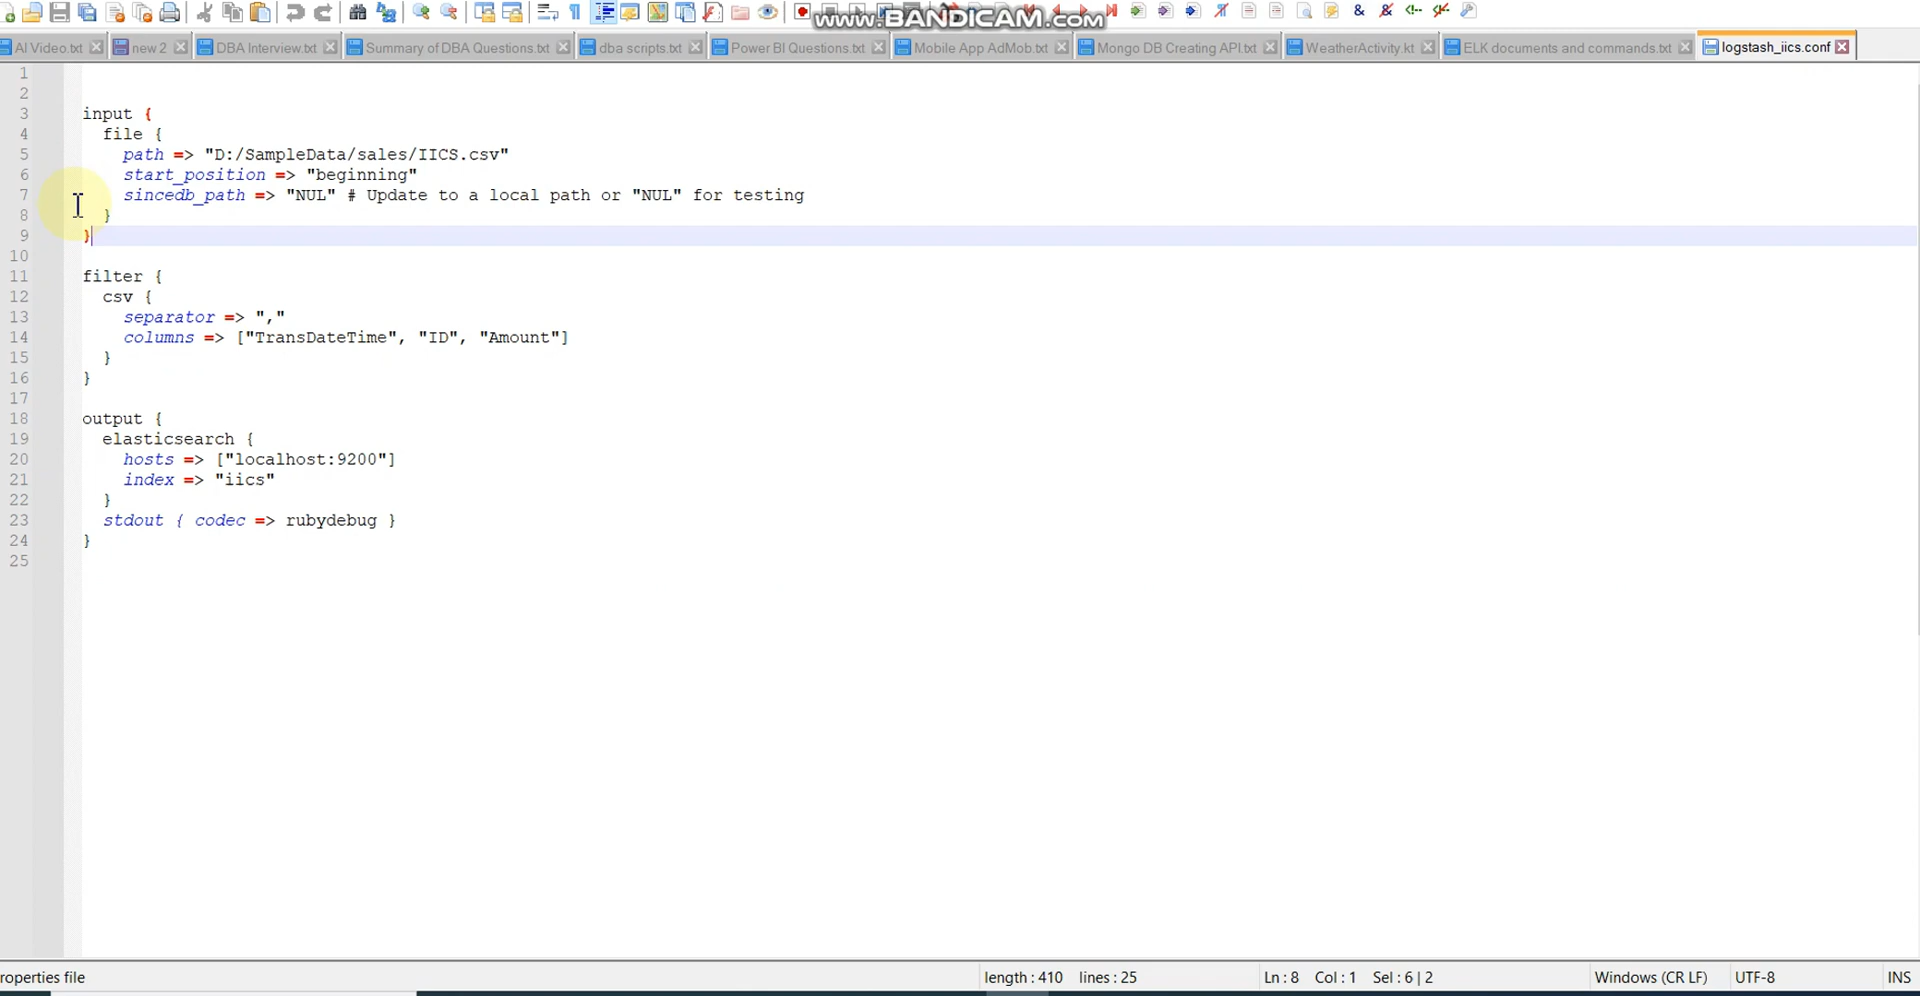 www.BANDICAM.com
AI Video.txt
new 2
DBA Interview.txt
Summary of DBA Questions.txt
dba scripts.txt
Power BI Questions.txt
Mobile App AdMob.txt
Mongo DB Creating API.txt
WeatherActivity.kt
ELK documents and commands.txt
logstash_iics.conf
1
2
3 input {
4 file {
5 path => "D:/SampleData/sales/IICS.csv"
6 start_position => "beginning"
7 sincedb_path => "NUL" # Update to a local path or "NUL" for testing
8 }
9 }
10
11 filter {
12 csv {
13 separator => ","
14 columns => ["TransDateTime", "ID", "Amount"]
15 }
16 }
17
18 output {
19 elasticsearch {
20 hosts => ["localhost:9200"]
21 index => "iics"
22 }
23 stdout { codec => rubydebug }
24 }
25
roperties file length : 410 lines : 25 Ln : 8 Col : 1 Sel : 6 | 2 Windows (CR LF) UTF-8 INS